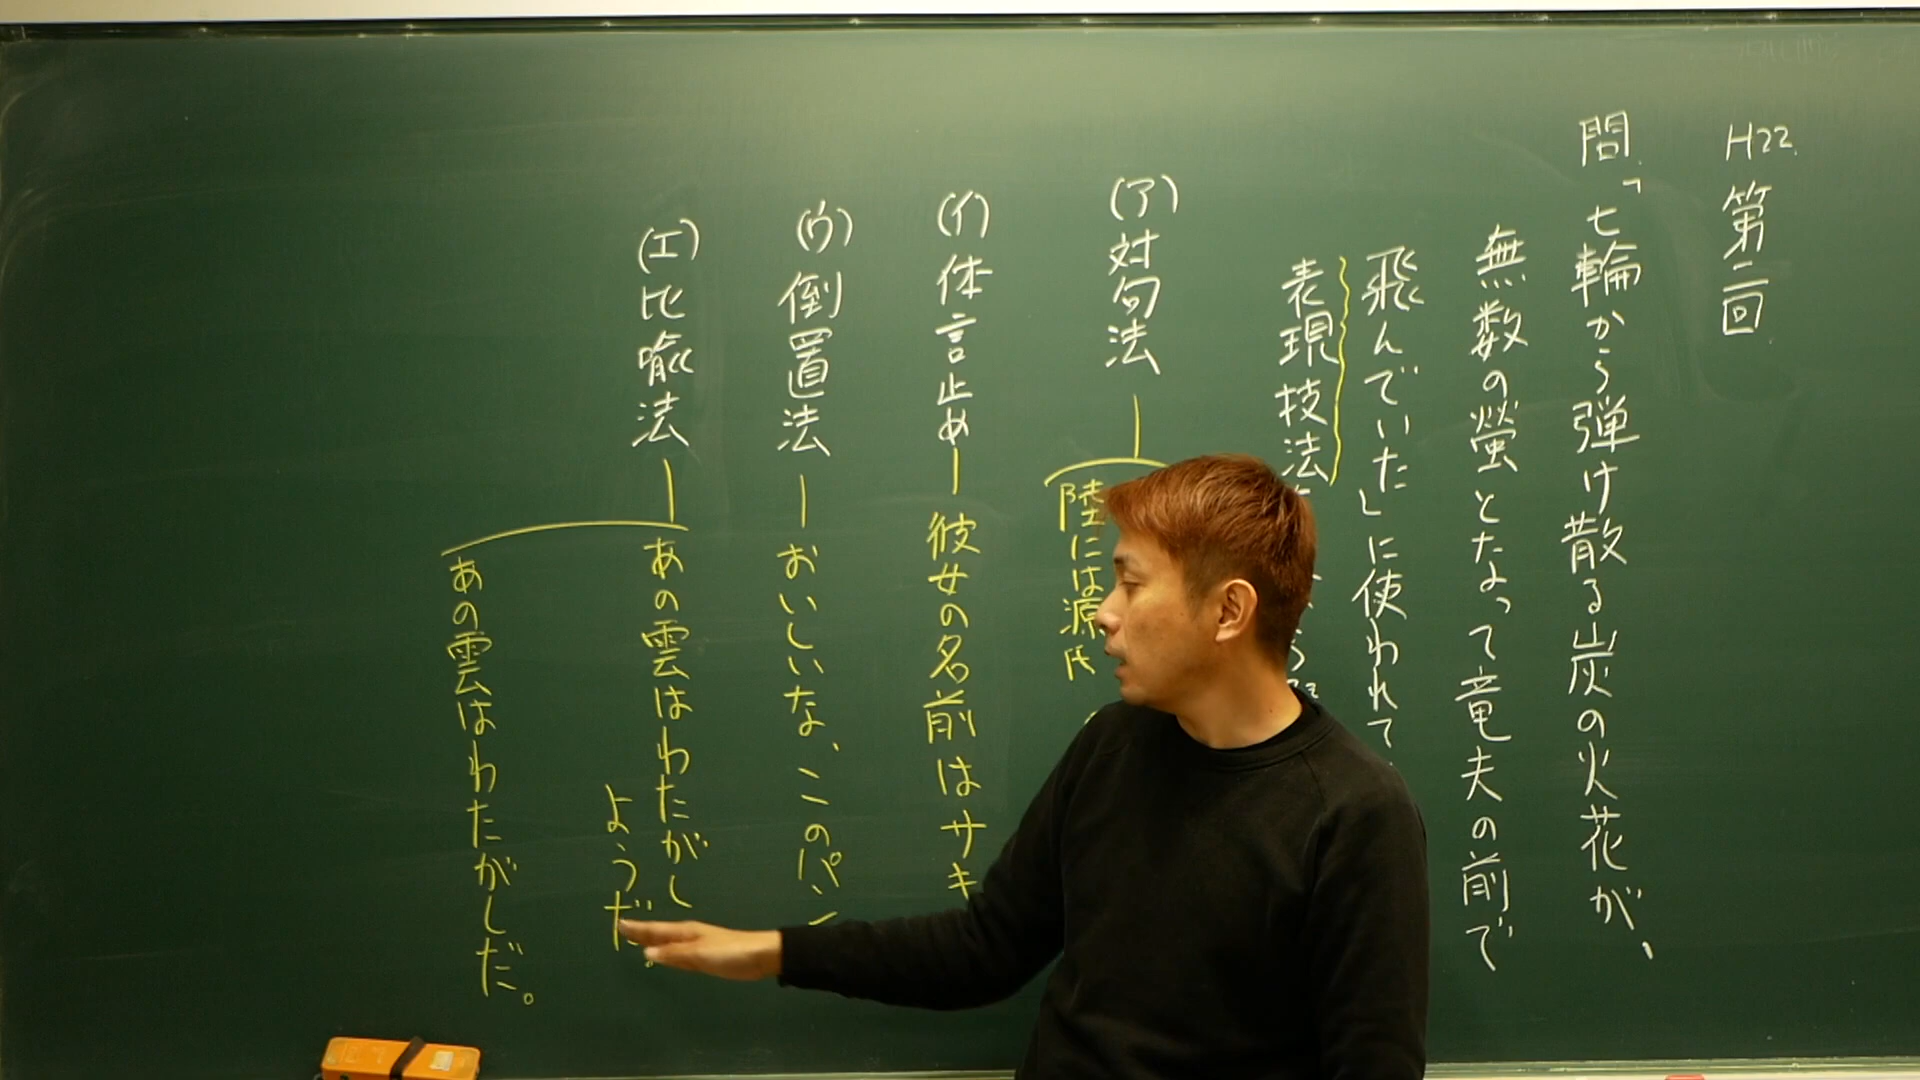 H22 第二回
問「七輪から弾け散る炭の火花が、
無数の螢となって竜夫の前で
飛んでいた」に使われて
表現技法
(ア)対句法
陸には源氏
(イ)体言止め 彼女の名前はサキ
(ウ)倒置法 おいしいな、このパン
(エ)比喩法
あの雲はわたがし
ようだ。
あの雲はわたがしだ。